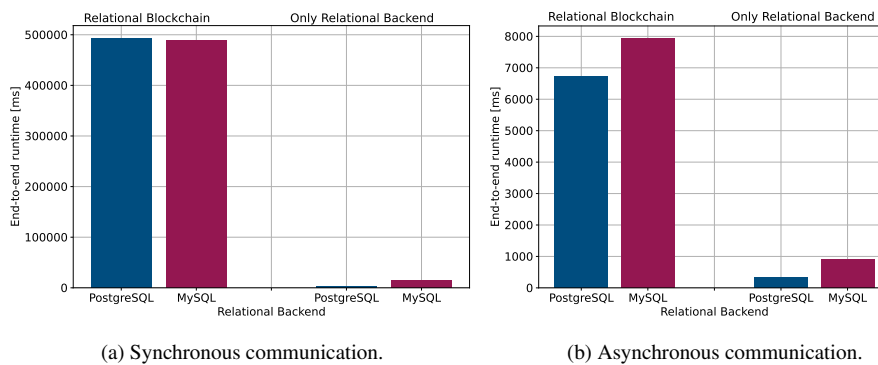 Relational Blockchain Only Relational Backend
500000
400000
300000
200000
100000
0
End-to-end runtime [ms]
PostgreSQL MySQL PostgreSQL MySQL
Relational Backend
(a) Synchronous communication.
Relational Blockchain Only Relational Backend
8000
7000
6000
5000
4000
3000
2000
1000
0
End-to-end runtime [ms]
PostgreSQL MySQL PostgreSQL MySQL
Relational Backend
(b) Asynchronous communication.